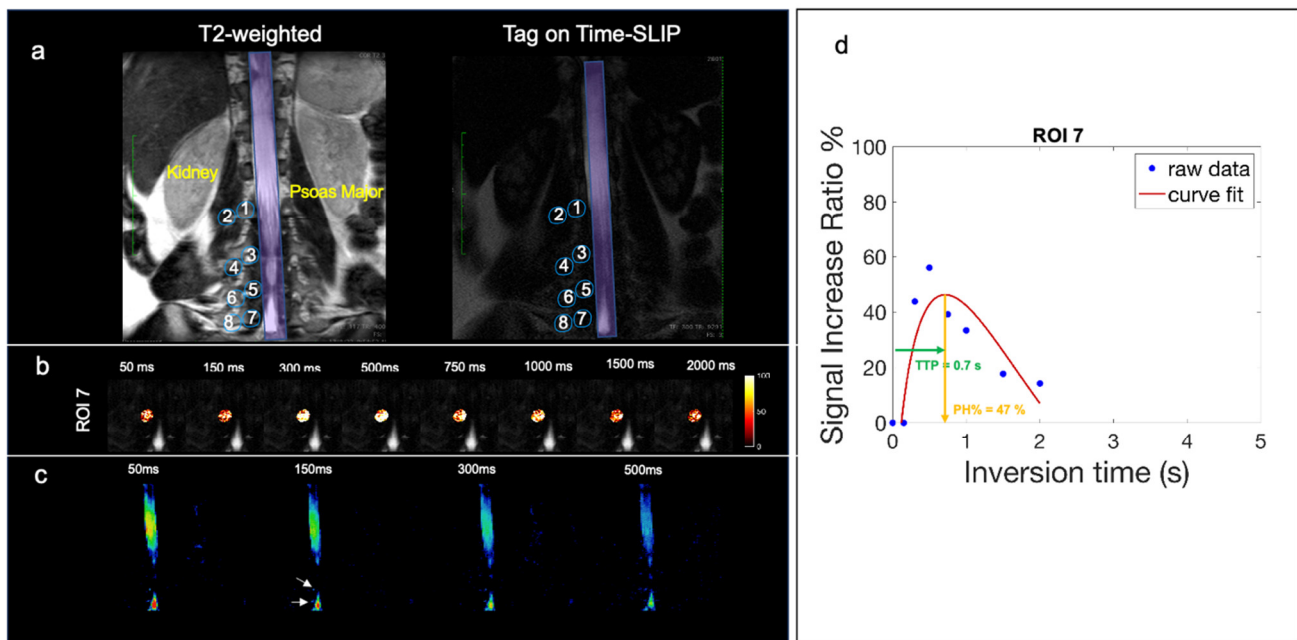 a
T2-weighted
Tag on Time-SLIP
Kidney
Psoas Major
1
2
3
4
5
6
7
8
1
2
3
4
5
6
7
8
b
50 ms 150 ms 300 ms 500ms 750 ms 1000 ms 1500 ms 2000 ms
ROI 7
100
50
0
c
50ms 150ms 300ms 500ms
d
ROI 7
raw data
curve fit
Signal Increase Ratio %
100
80
60
40
20
0
TTP = 0.7 s
PH% = 47 %
0 1 2 3 4 5
Inversion time (s)